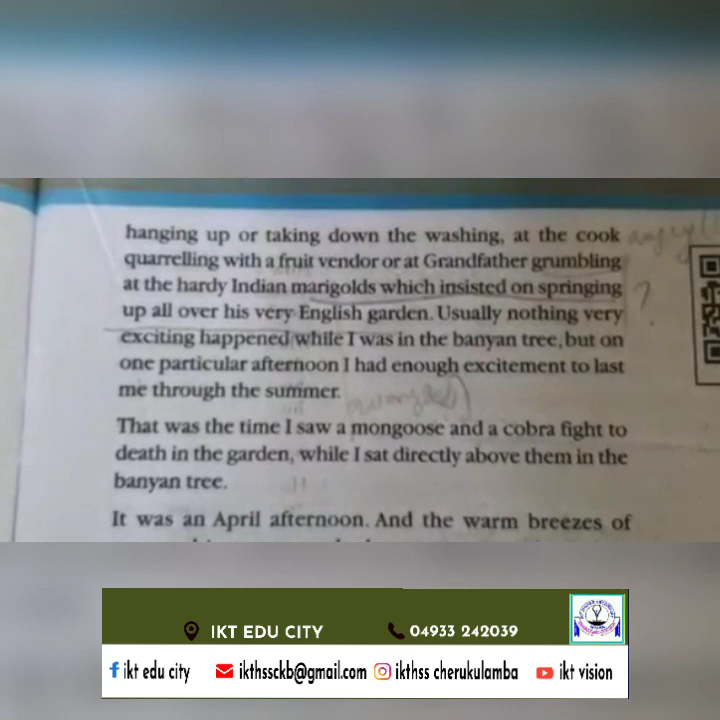 hanging up or taking down the washing, at the cook
quarrelling with a fruit vendor or at Grandfather grumbling
at the hardy Indian marigolds which insisted on springing
up all over his very English garden. Usually nothing very
exciting happened while I was in the banyan tree, but on
one particular afternoon I had enough excitement to last
me through the summer.
That was the time I saw a mongoose and a cobra fight to
death in the garden, while I sat directly above them in the
banyan tree.
It was an April afternoon. And the warm breezes of
IKT EDU CITY 04933 242039
ikt edu city ikthssckb@gmail.com ikthss cherukulamba ikt vision